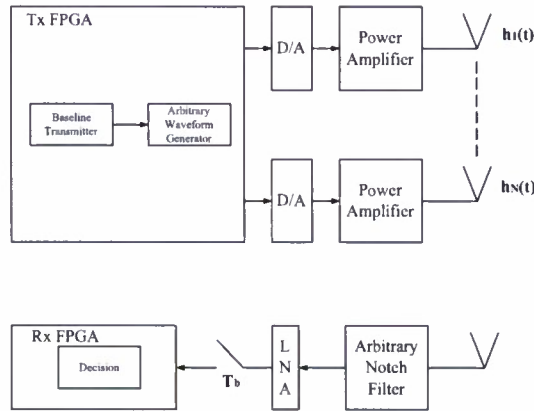 Tx FPGA
Baseline
Transmitter
Arbitrary
Waveform
Generator
D/A
Power
Amplifier
h1(t)
D/A
Power
Amplifier
hN(t)
Rx FPGA
Decision
Tb
L
N
A
Arbitrary
Notch
Filter